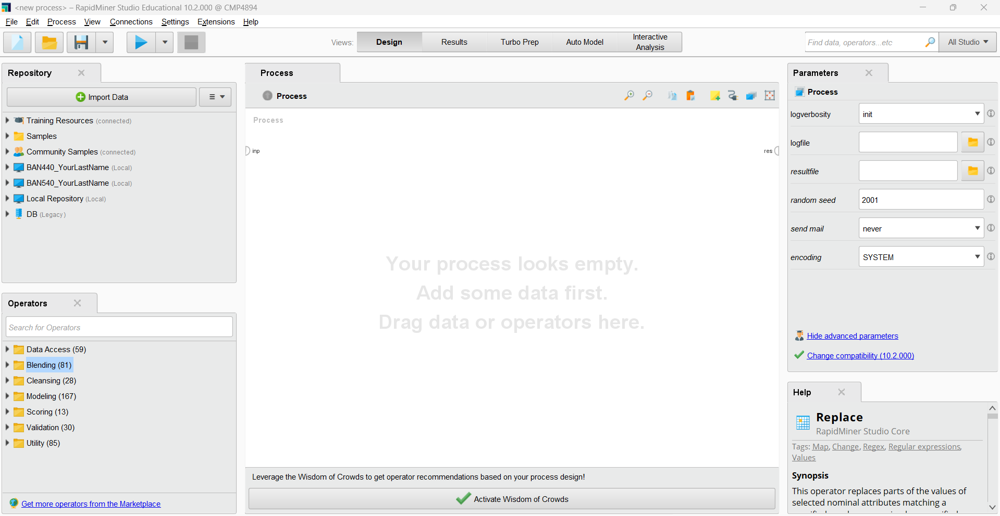 <new process> – RapidMiner Studio Educational 10.2.000 @ CMP4894
File Edit Process View Connections Settings Extensions Help
Views: Design Results Turbo Prep Auto Model Interactive Analysis
Find data, operators...etc All Studio
Repository
Import Data
Training Resources (connected)
Samples
Community Samples (connected)
BAN440_YourLastName (Local)
BAN540_YourLastName (Local)
Local Repository (Local)
DB (Legacy)
Operators
Search for Operators
Data Access (59)
Blending (81)
Cleansing (28)
Modeling (167)
Scoring (13)
Validation (30)
Utility (85)
Get more operators from the Marketplace
Process
Process
Process
inp
res
Your process looks empty.
Add some data first.
Drag data or operators here.
Leverage the Wisdom of Crowds to get operator recommendations based on your process design!
Activate Wisdom of Crowds
Parameters
Process
logverbosity init
logfile
resultfile
random seed 2001
send mail never
encoding SYSTEM
Hide advanced parameters
Change compatibility (10.2.000)
Help
Replace
RapidMiner Studio Core
Tags: Map, Change, Regex, Regular expressions,
Values
Synopsis
This operator replaces parts of the values of
selected nominal attributes matching a